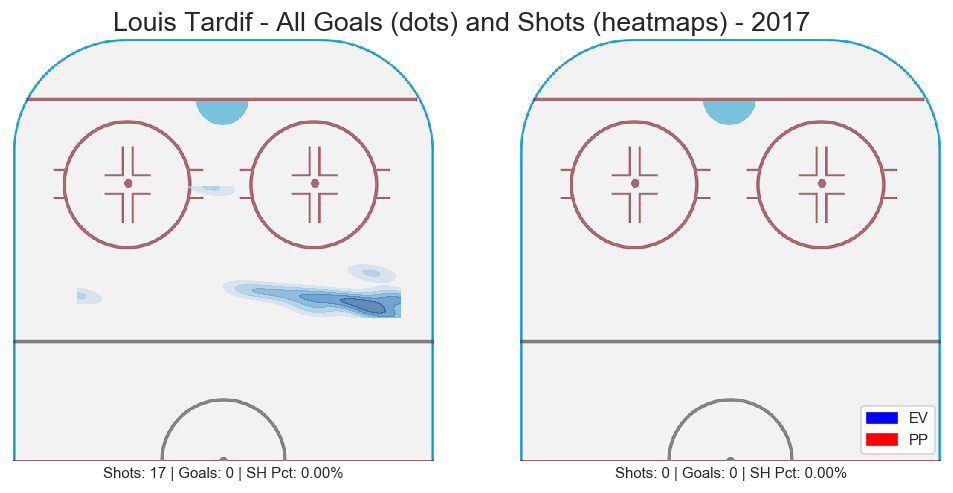 Louis Tardif - All Goals (dots) and Shots (heatmaps) - 2017
EV
PP
Shots: 17 | Goals: 0 | SH Pct: 0.00%
Shots: 0 | Goals: 0 | SH Pct: 0.00%